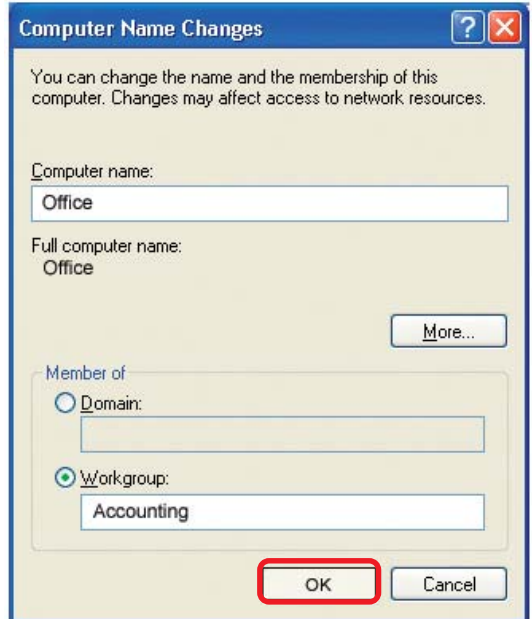 Computer Name Changes
You can change the name and the membership of this
computer. Changes may affect access to network resources.
Computer name:
Office
Full computer name:
Office
More...
Member of
Domain:
Workgroup:
Accounting
OK Cancel